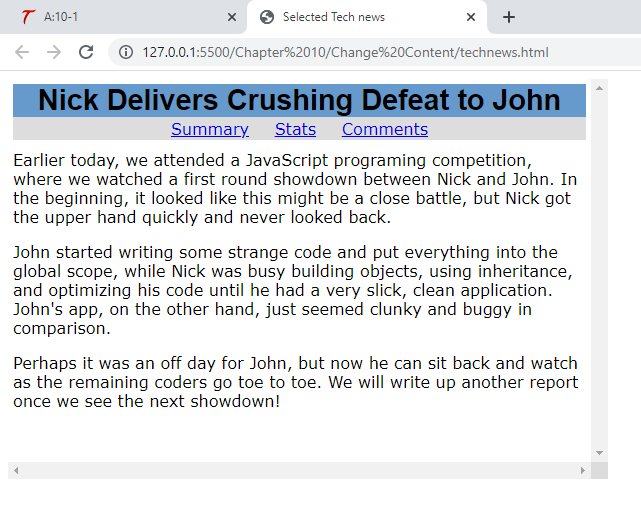 A:10-1
Selected Tech news
127.0.0.1:5500/Chapter%2010/Change%20Content/technews.html
Nick Delivers Crushing Defeat to John
Summary Stats Comments
Earlier today, we attended a JavaScript programing competition,
where we watched a first round showdown between Nick and John. In
the beginning, it looked like this might be a close battle, but Nick got
the upper hand quickly and never looked back.
John started writing some strange code and put everything into the
global scope, while Nick was busy building objects, using inheritance,
and optimizing his code until he had a very slick, clean application.
John's app, on the other hand, just seemed clunky and buggy in
comparison.
Perhaps it was an off day for John, but now he can sit back and watch
as the remaining coders go toe to toe. We will write up another report
once we see the next showdown!